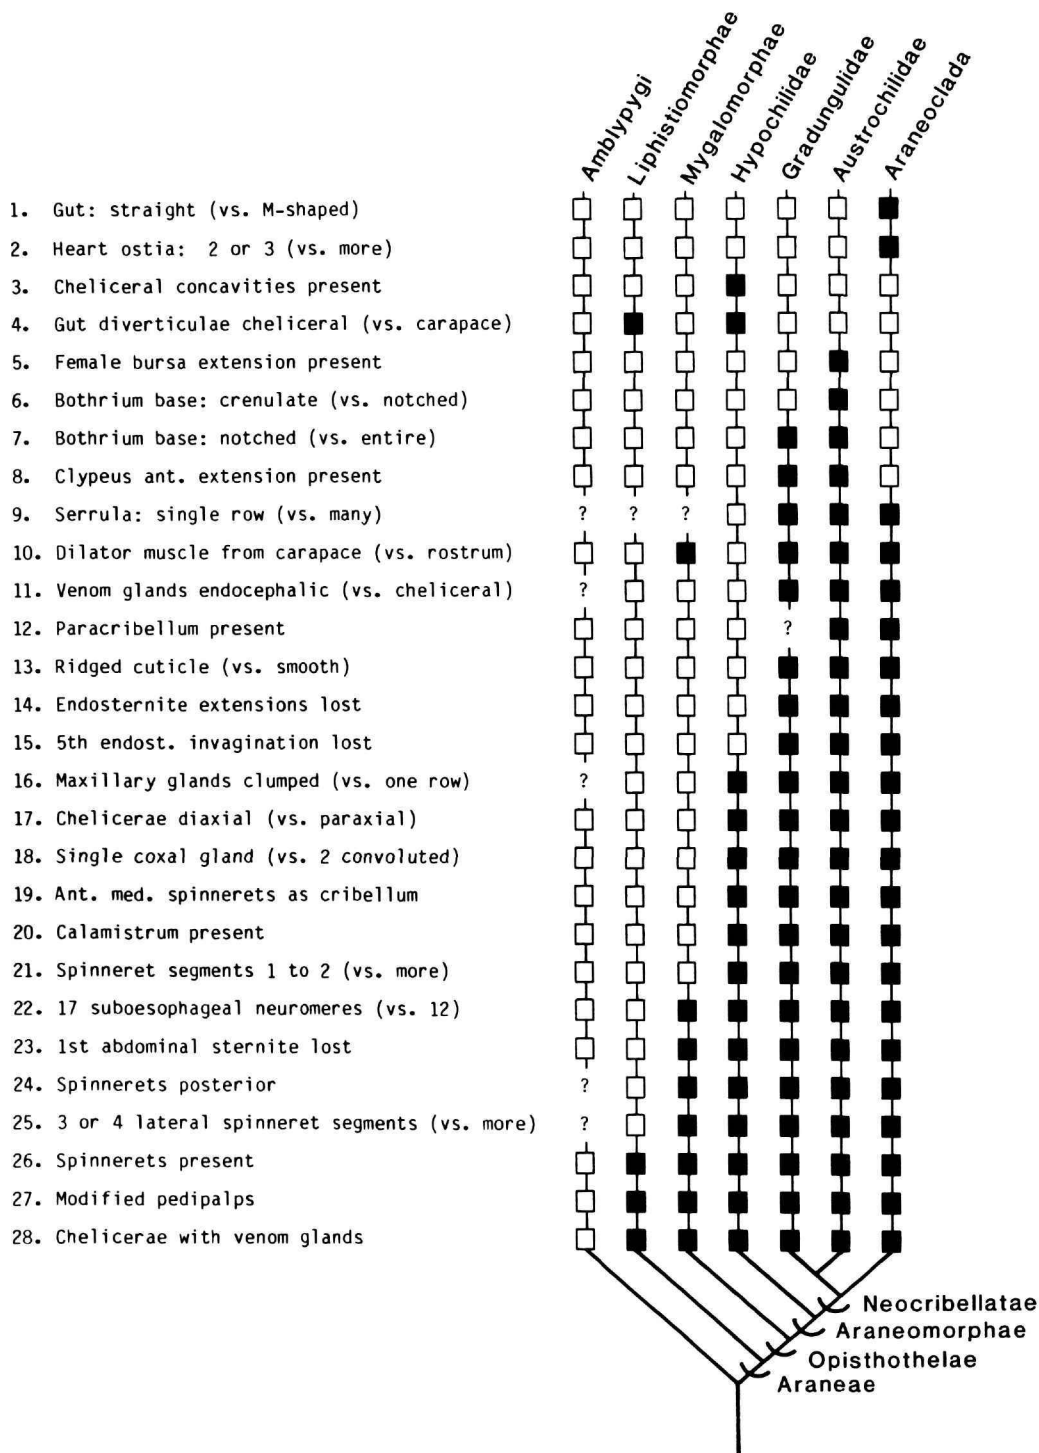 Amblypygi
Liphistiomorphae
Mygalomorphae
Hypochilidae
Gradungulidae
Austrochilidae
Araneoclada
1. Gut: straight (vs. M-shaped)
2. Heart ostia: 2 or 3 (vs. more)
3. Cheliceral concavities present
4. Gut diverticulae cheliceral (vs. carapace)
5. Female bursa extension present
6. Bothrium base: crenulate (vs. notched)
7. Bothrium base: notched (vs. entire)
8. Clypeus ant. extension present
9. Serrula: single row (vs. many) ? ? ?
10. Dilator muscle from carapace (vs. rostrum)
11. Venom glands endocephalic (vs. cheliceral) ?
12. Paracribellum present ?
13. Ridged cuticle (vs. smooth)
14. Endosternite extensions lost
15. 5th endost. invagination lost
16. Maxillary glands clumped (vs. one row) ?
17. Chelicerae diaxial (vs. paraxial)
18. Single coxal gland (vs. 2 convoluted)
19. Ant. med. spinnerets as cribellum
20. Calamistrum present
21. Spinneret segments 1 to 2 (vs. more)
22. 17 suboesophageal neuromeres (vs. 12)
23. 1st abdominal sternite lost
24. Spinnerets posterior ?
25. 3 or 4 lateral spinneret segments (vs. more) ?
26. Spinnerets present
27. Modified pedipalps
28. Chelicerae with venom glands
Neocribellatae
Araneomorphae
Opisthothelae
Araneae